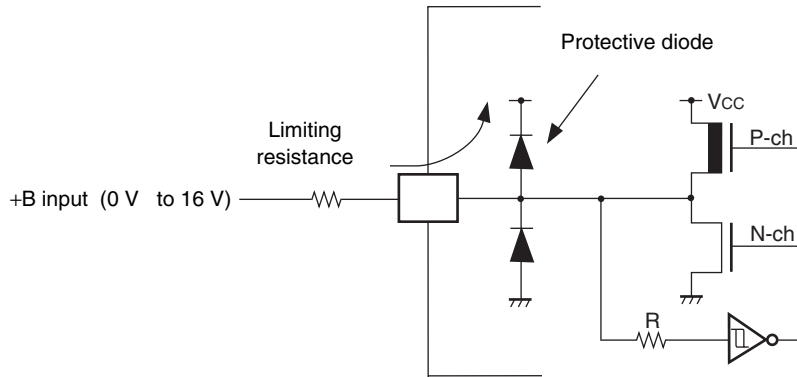 Protective diode
VCC
Limiting
resistance
P-ch
+B input (0 V to 16 V)
N-ch
R